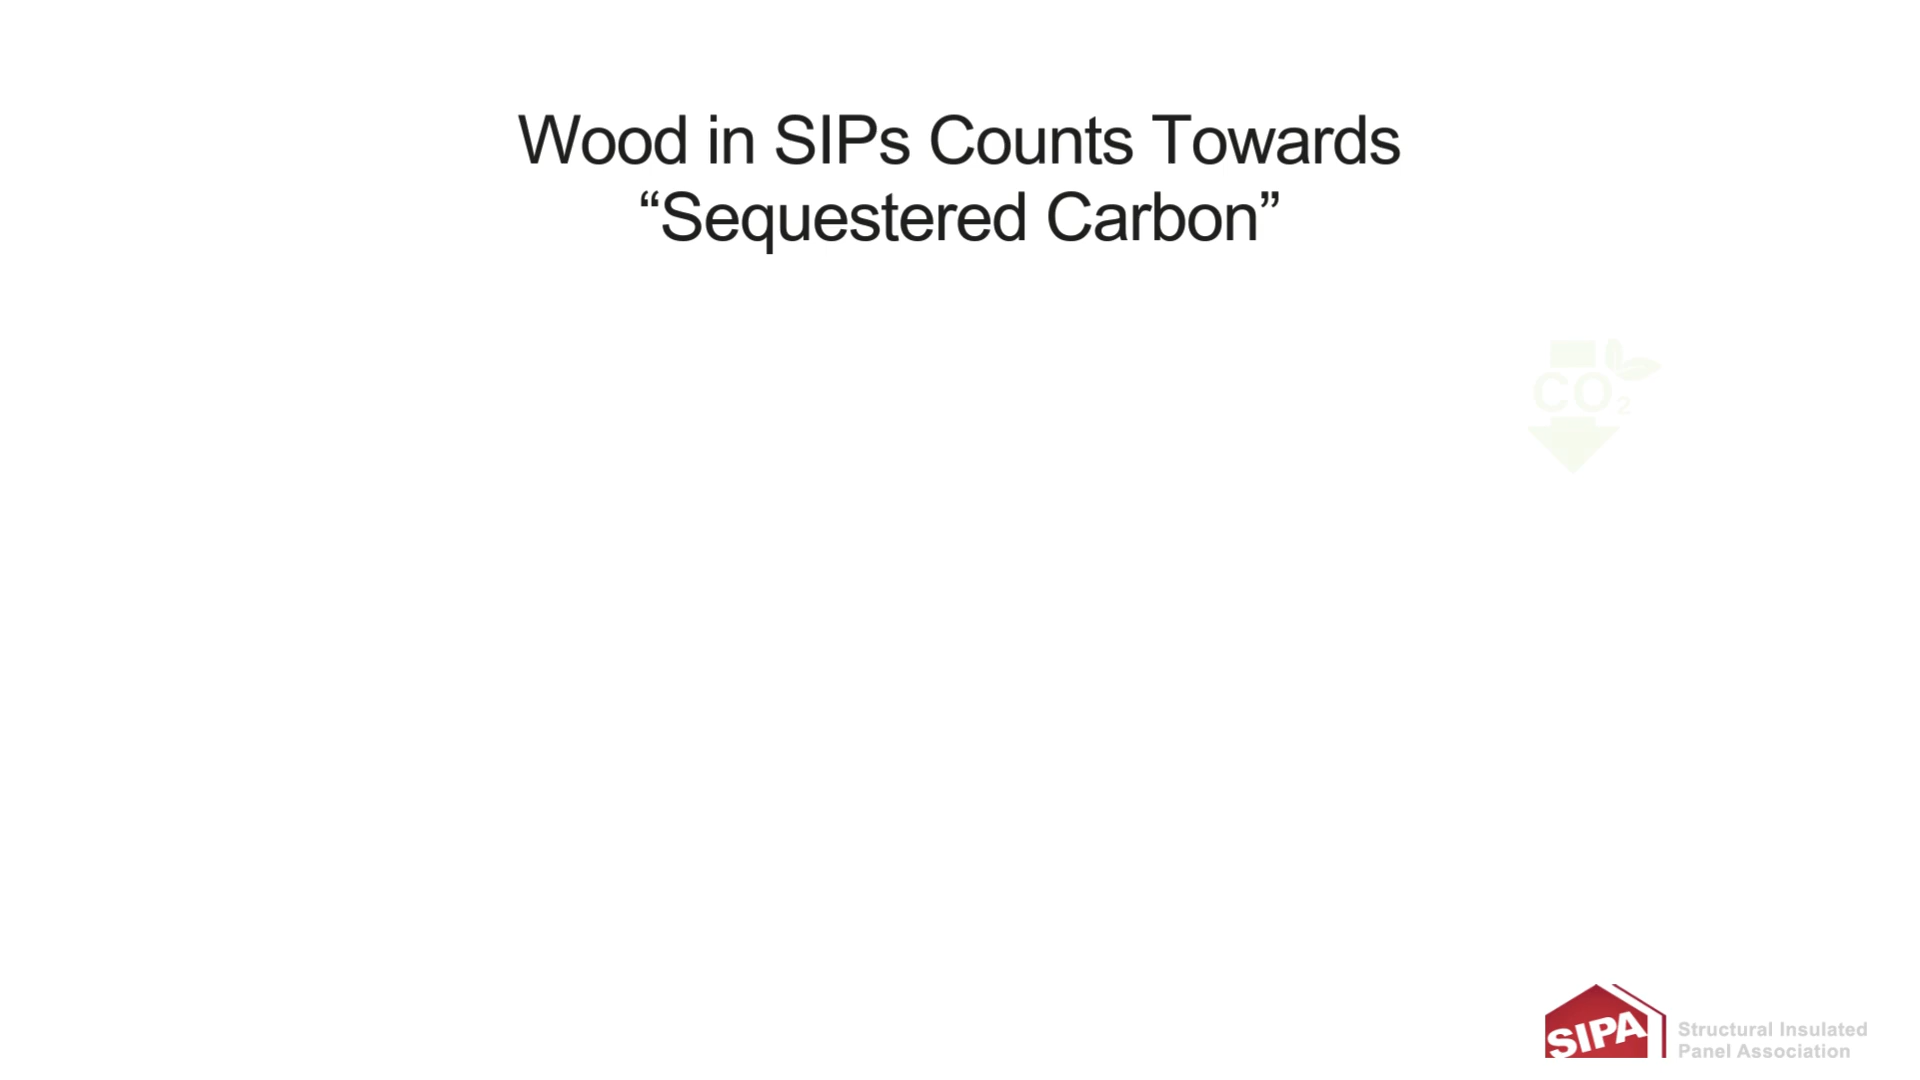 Wood in SIPs Counts Towards
“Sequestered Carbon”
CO2
SIPA
Structural Insulated
Panel Association